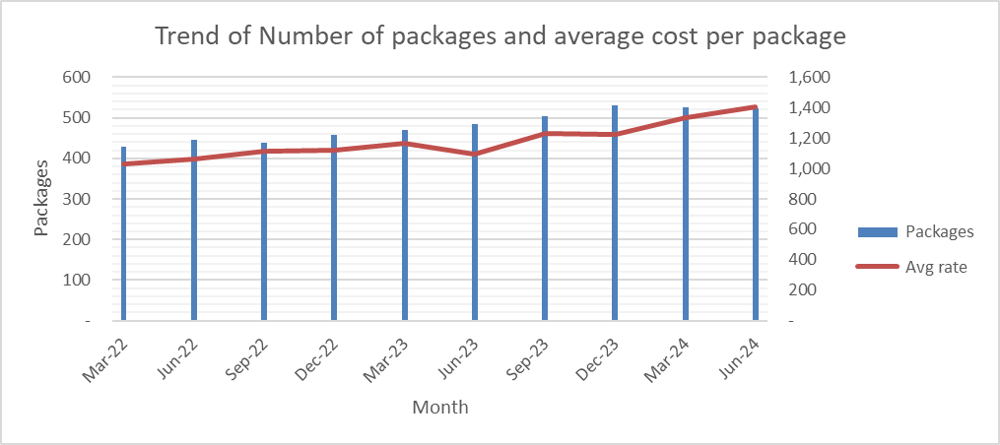 Trend of Number of packages and average cost per package
600
500
400
300
200
100
-
Packages
1,600
1,400
1,200
1,000
800
600
400
200
-
Packages
Avg rate
Mar-22
Jun-22
Sep-22
Dec-22
Mar-23
Jun-23
Sep-23
Dec-23
Mar-24
Jun-24
Month